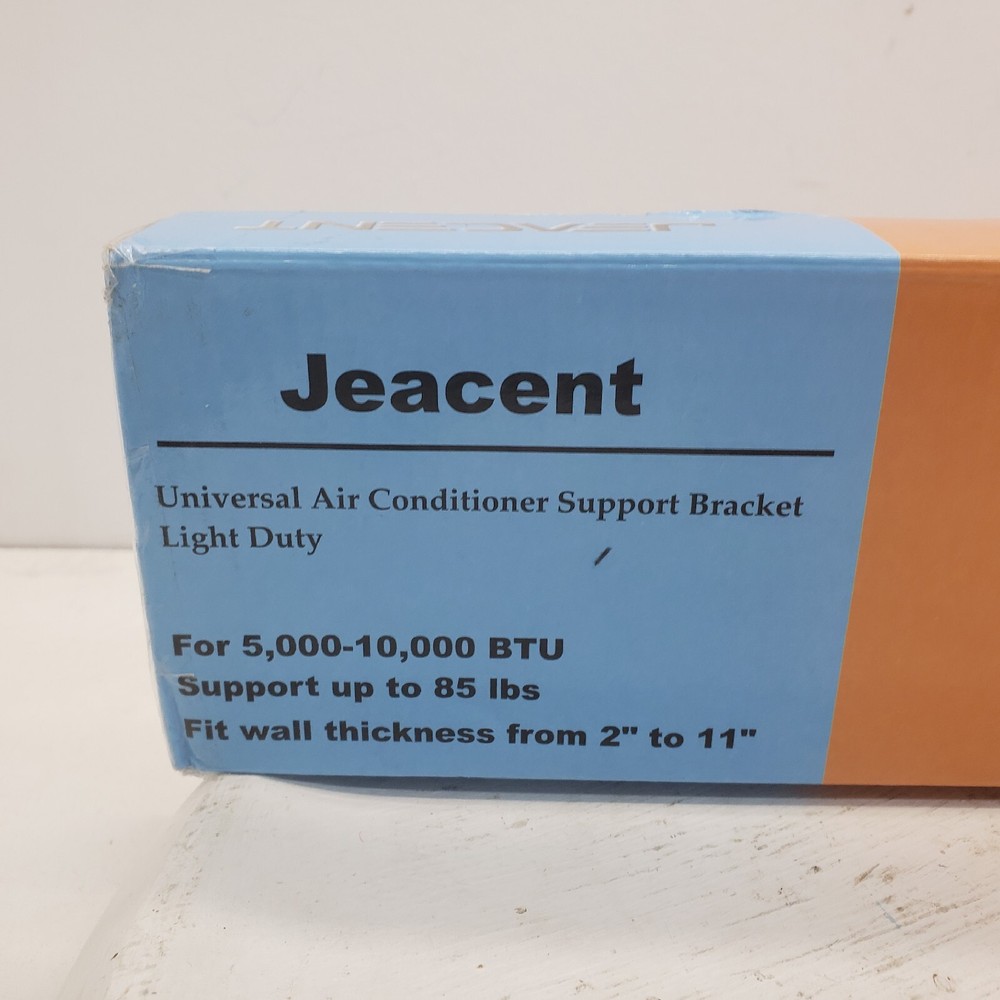 JEACENT
Jeacent
Universal Air Conditioner Support Bracket
Light Duty
For 5,000-10,000 BTU
Support up to 85 lbs
Fit wall thickness from 2" to 11"